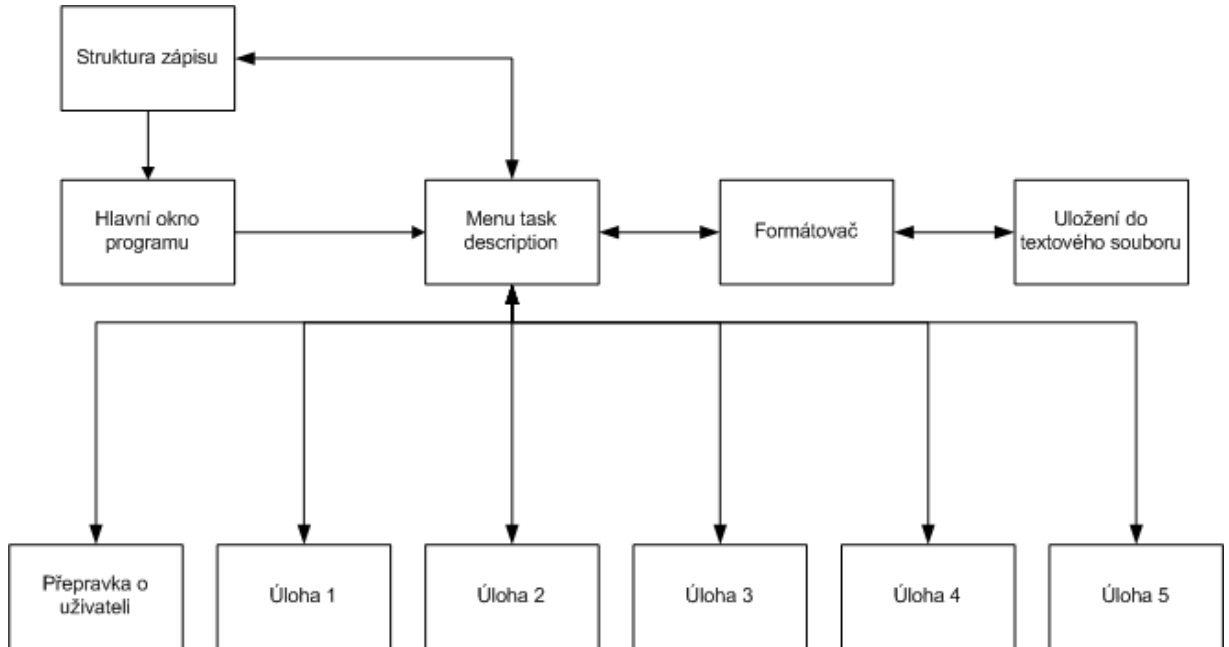 Struktura zápisu
Hlavní okno
programu
Menu task
description
Formátovač
Uložení do
textového souboru
Přepravka o
uživateli
Úloha 1
Úloha 2
Úloha 3
Úloha 4
Úloha 5